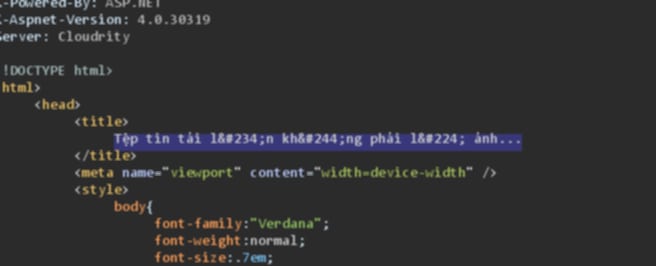 -Powered-By: ASP.NET
-Aspnet-Version: 4.0.30319
Server: Cloudrity
!DOCTYPE html>
html>
<head>
<title>
Tệp tin tải l&#234;n kh&#244;ng phải l&#224; ảnh...
</title>
<meta name="viewport" content="width=device-width" />
<style>
body{
font-family:"Verdana";
font-weight:normal;
font-size:.7em;